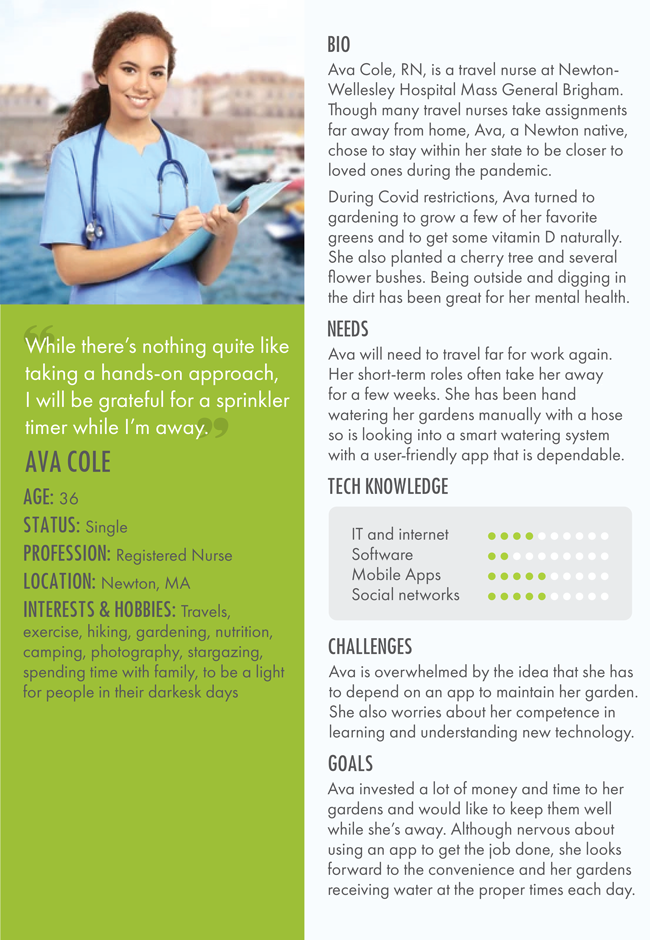 “
While there’s nothing quite like
taking a hands-on approach,
I will be grateful for a sprinkler
timer while I’m away.”
AVA COLE
AGE: 36
STATUS: Single
PROFESSION: Registered Nurse
LOCATION: Newton, MA
INTERESTS & HOBBIES: Travels,
exercise, hiking, gardening, nutrition,
camping, photography, stargazing,
spending time with family, to be a light
for people in their darkesk days
BIO
Ava Cole, RN, is a travel nurse at Newton-
Wellesley Hospital Mass General Brigham.
Though many travel nurses take assignments
far away from home, Ava, a Newton native,
chose to stay within her state to be closer to
loved ones during the pandemic.
During Covid restrictions, Ava turned to
gardening to grow a few of her favorite
greens and to get some vitamin D naturally.
She also planted a cherry tree and several
flower bushes. Being outside and digging in
the dirt has been great for her mental health.
NEEDS
Ava will need to travel far for work again.
Her short-term roles often take her away
for a few weeks. She has been hand
watering her gardens manually with a hose
so is looking into a smart watering system
with a user-friendly app that is dependable.
TECH KNOWLEDGE
IT and internet
Software
Mobile Apps
Social networks
CHALLENGES
Ava is overwhelmed by the idea that she has
to depend on an app to maintain her garden.
She also worries about her competence in
learning and understanding new technology.
GOALS
Ava invested a lot of money and time to her
gardens and would like to keep them well
while she’s away. Although nervous about
using an app to get the job done, she looks
forward to the convenience and her gardens
receiving water at the proper times each day.